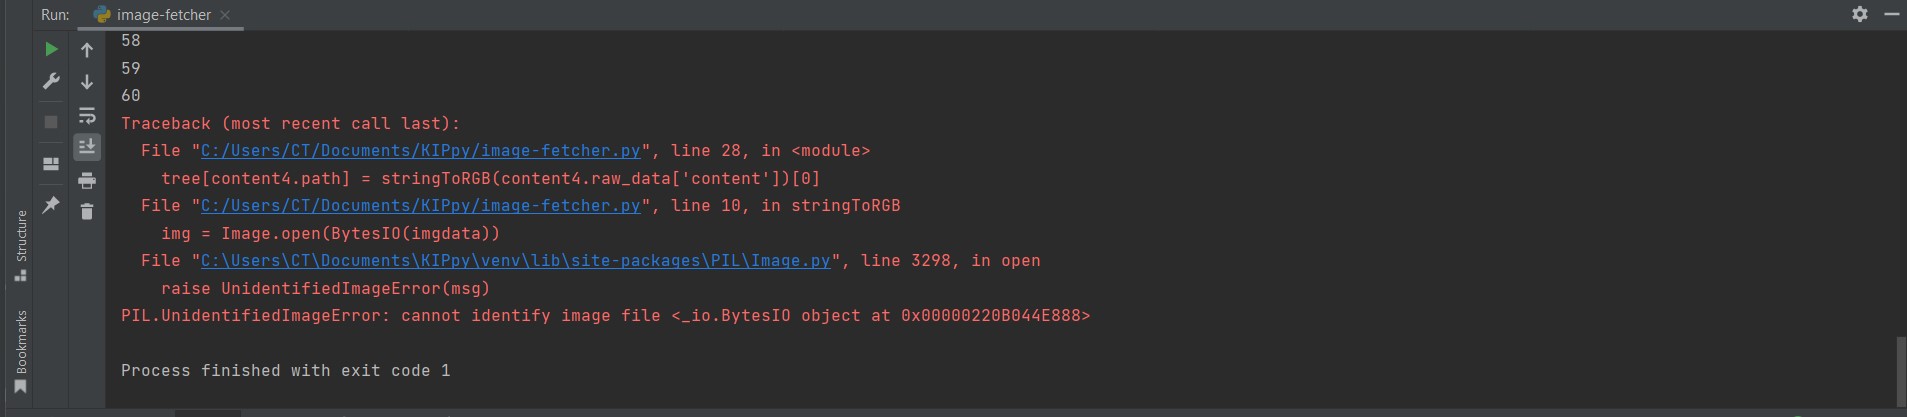 Run: image-fetcher
58
59
60
Traceback (most recent call last):
File "C:/Users/CT/Documents/KIPpy/image-fetcher.py", line 28, in <module>
tree[content4.path] = stringToRGB(content4.raw_data['content'])[0]
File "C:/Users/CT/Documents/KIPpy/image-fetcher.py", line 10, in stringToRGB
img = Image.open(BytesIO(imgdata))
File "C:\Users\CT\Documents\KIPpy\venv\lib\site-packages\PIL\Image.py", line 3298, in open
raise UnidentifiedImageError(msg)
PIL.UnidentifiedImageError: cannot identify image file <_io.BytesIO object at 0x00000220B044E888>
Process finished with exit code 1
Structure
Bookmarks